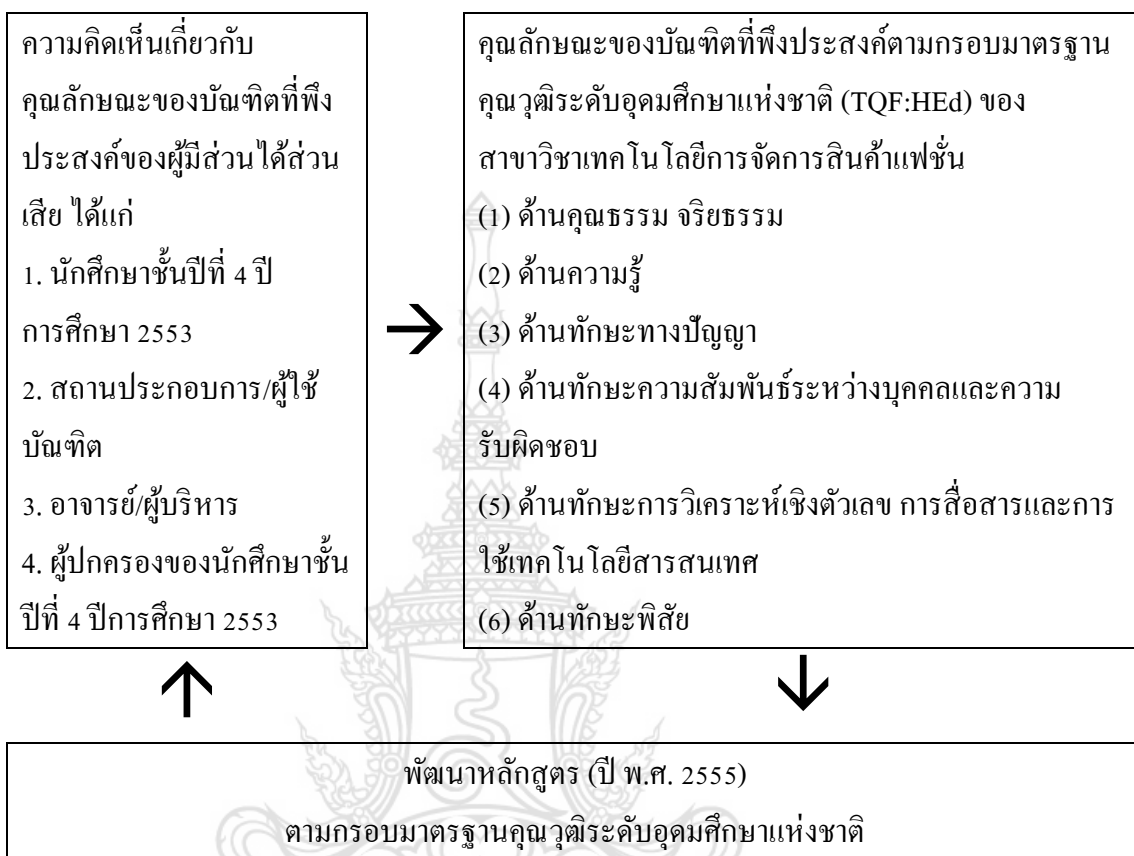 ความคิดเห็นเกี่ยวกับ
คุณลักษณะของบัณฑิตที่พึง
ประสงค์ของผู้มีส่วนได้ส่วน
เสีย ได้แก่
1. นักศึกษาชั้นปีที่ 4 ปี
การศึกษา 2553
2. สถานประกอบการ/ผู้ใช้
บัณฑิต
3. อาจารย์/ผู้บริหาร
4. ผู้ปกครองของนักศึกษาชั้น
ปีที่ 4 ปีการศึกษา 2553
คุณลักษณะของบัณฑิตที่พึงประสงค์ตามกรอบมาตรฐาน
คุณวุฒิระดับอุดมศึกษาแห่งชาติ (TQF:HEd) ของ
สาขาวิชาเทคโนโลยีการจัดการสินค้าแฟชั่น
(1) ด้านคุณธรรม จริยธรรม
(2) ด้านความรู้
(3) ด้านทักษะทางปัญญา
(4) ด้านทักษะความสัมพันธ์ระหว่างบุคคลและความ
รับผิดชอบ
(5) ด้านทักษะการวิเคราะห์เชิงตัวเลข การสื่อสารและการ
ใช้เทคโนโลยีสารสนเทศ
(6) ด้านทักษะพิสัย
พัฒนาหลักสูตร (ปี พ.ศ. 2555)
ตามกรอบมาตรฐานคุณวุฒิระดับอุดมศึกษาแห่งชาติ